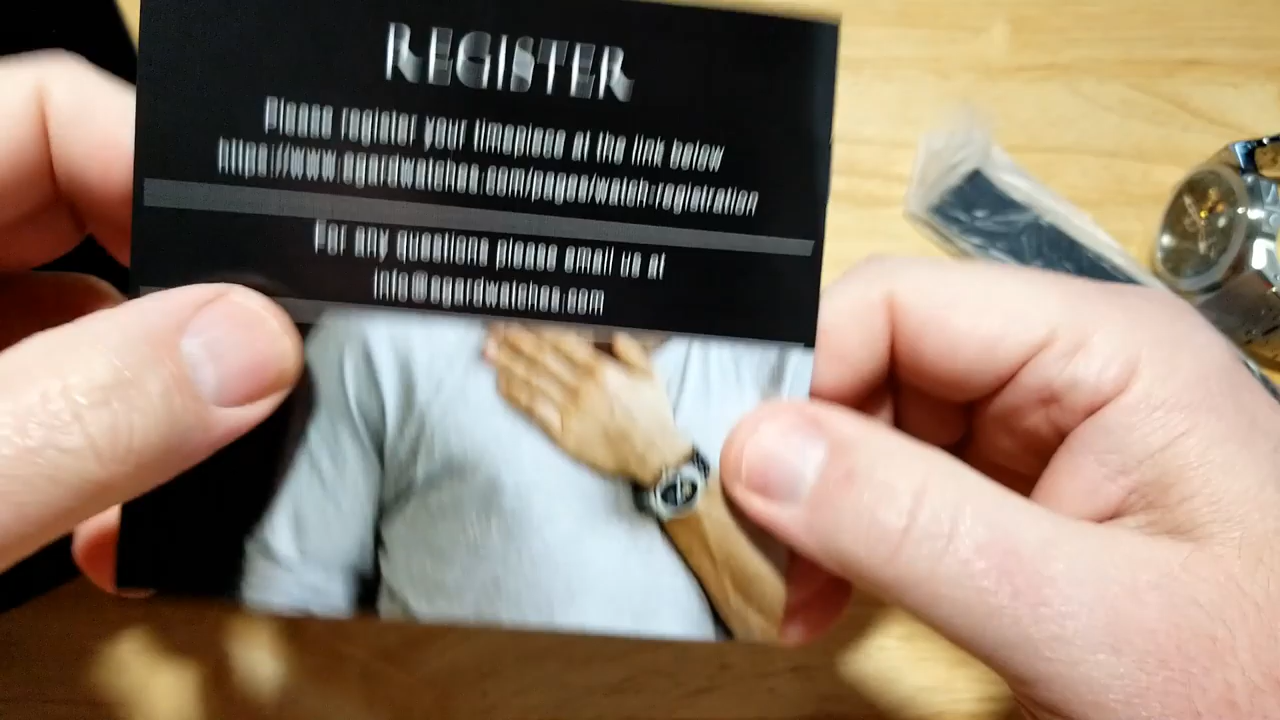 REGISTER
Please register your timepiece at the link below
https://www.egardwatches.com/pages/watch-registration
For any questions please email us at
info@egardwatches.com